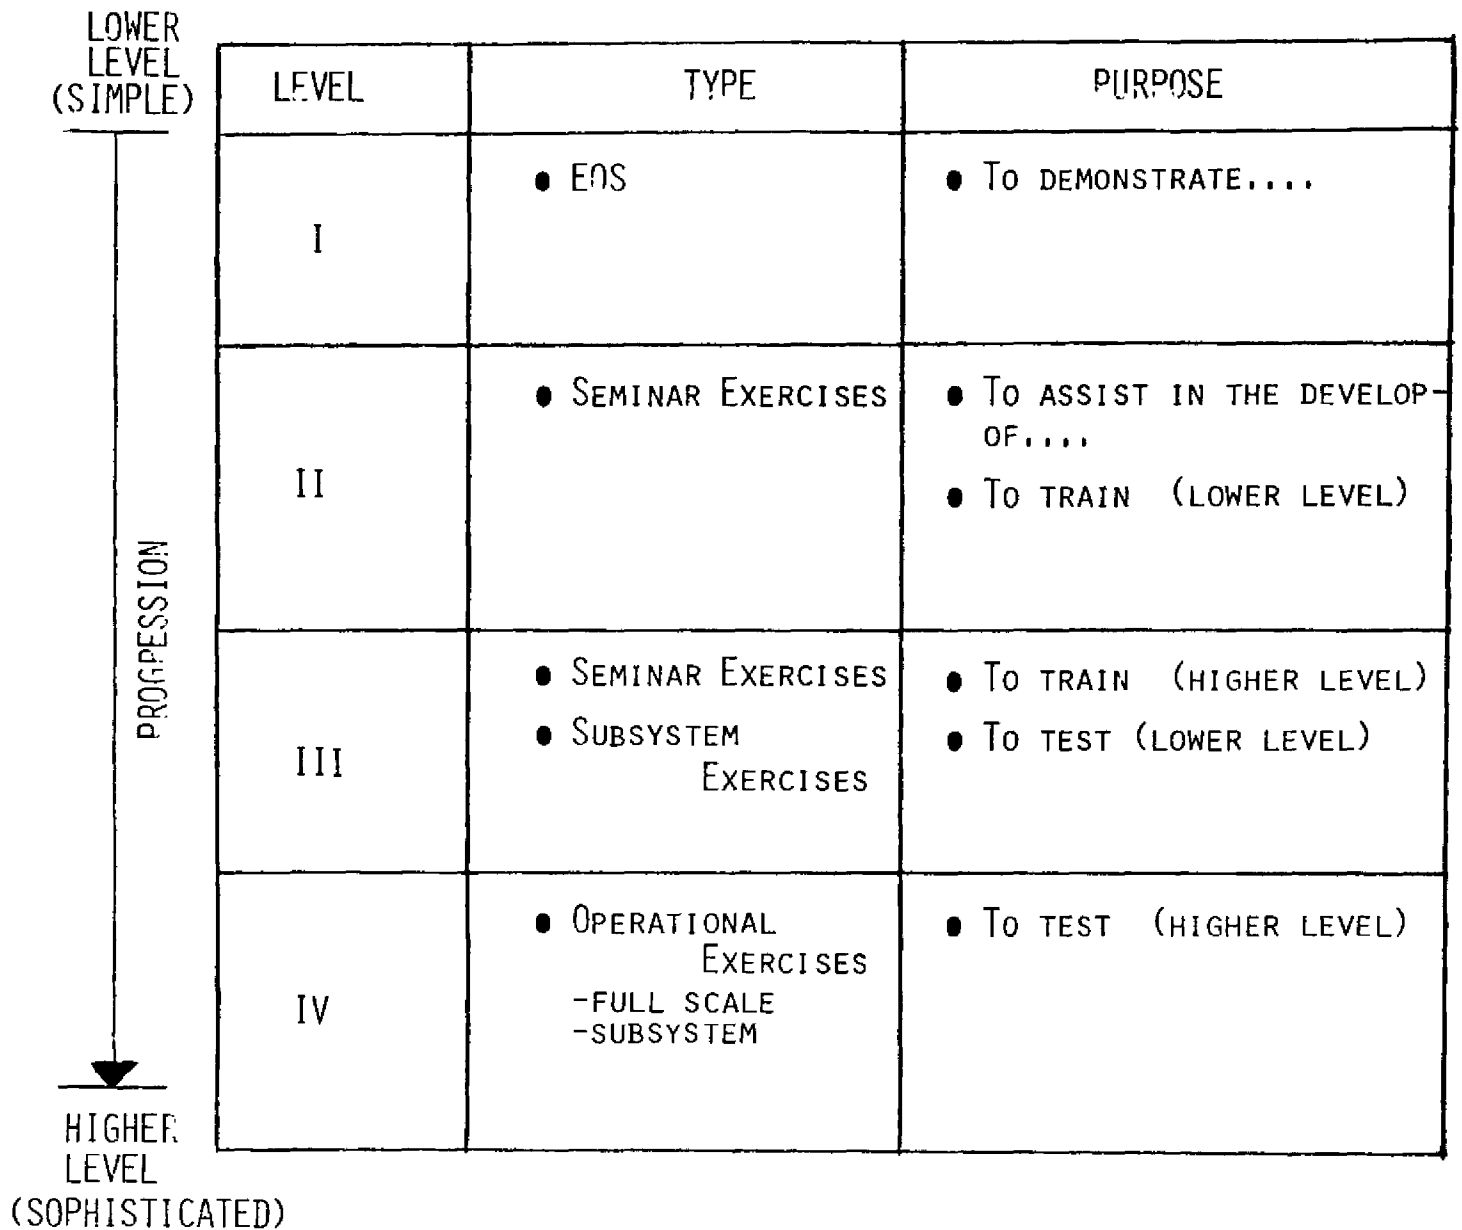 LOWER
LEVEL
(SIMPLE)
LEVEL
TYPE
PURPOSE
I
• EOS
• TO DEMONSTRATE....
II
• SEMINAR EXERCISES
• TO ASSIST IN THE DEVELOP-
OF....
• TO TRAIN (LOWER LEVEL)
PROGRESSION
III
• SEMINAR EXERCISES
• SUBSYSTEM
EXERCISES
• TO TRAIN (HIGHER LEVEL)
• TO TEST (LOWER LEVEL)
IV
• OPERATIONAL
EXERCISES
-FULL SCALE
-SUBSYSTEM
• TO TEST (HIGHER LEVEL)
HIGHER
LEVEL
(SOPHISTICATED)